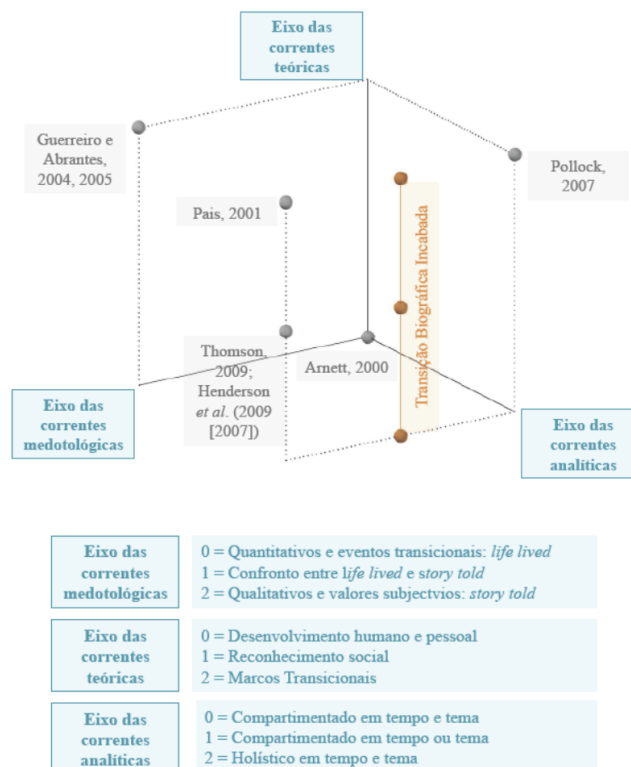 Eixo das
correntes
teóricas
Guerreiro e
Abrantes,
2004, 2005
Pollock,
2007
Pais, 2001
Transição Biográfica Incabada
Thomson,
2009;
Henderson
et al. (2009
[2007])
Arnett, 2000
Eixo das
correntes
medotológicas
Eixo das
correntes
analíticas
Eixo das
correntes
medotológicas
0 = Quantitativos e eventos transicionais: life lived
1 = Confronto entre life lived e story told
2 = Qualitativos e valores subjectvios: story told
Eixo das
correntes
teóricas
0 = Desenvolvimento humano e pessoal
1 = Reconhecimento social
2 = Marcos Transicionais
Eixo das
correntes
analíticas
0 = Compartimentado em tempo e tema
1 = Compartimentado em tempo ou tema
2 = Holístico em tempo e tema